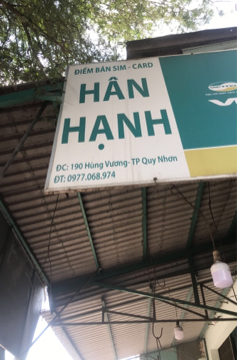 ĐIỂM BÁN SIM - CARD
HÂN
HẠNH
ĐC: 190 Hùng Vương-TP Quy Nhơn
ĐT: 0977.068.974